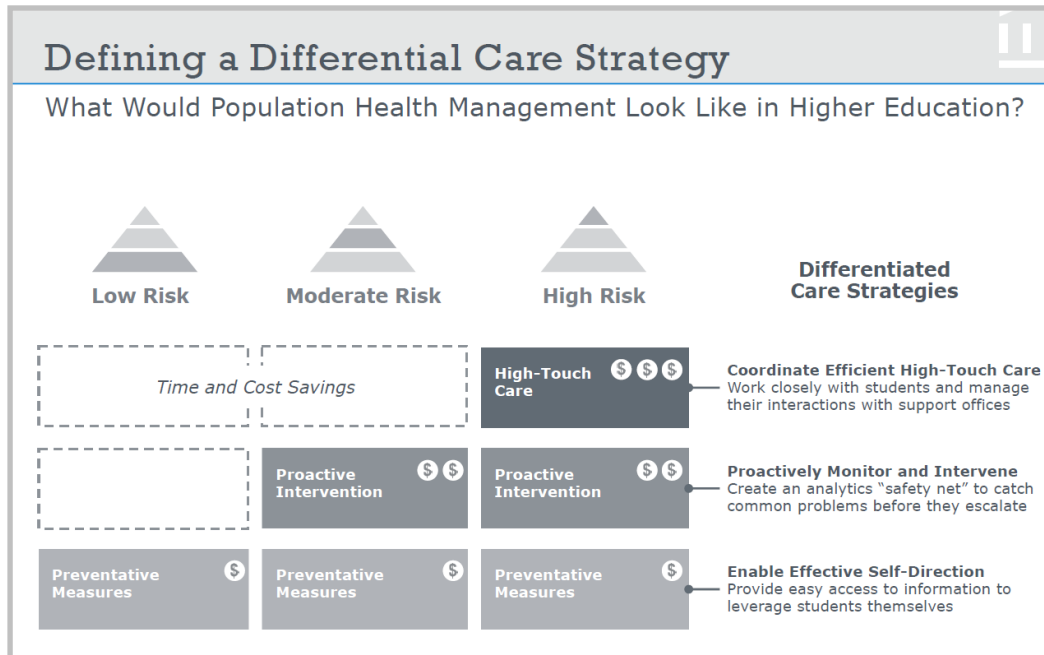 Defining a Differential Care Strategy
What Would Population Health Management Look Like in Higher Education?
Low Risk
Moderate Risk
High Risk
Differentiated
Care Strategies
Time and Cost Savings
High-Touch
Care
$ $ $
Coordinate Efficient High-Touch Care
Work closely with students and manage
their interactions with support offices
Proactive
Intervention
$ $
Proactive
Intervention
$ $
Proactively Monitor and Intervene
Create an analytics “safety net” to catch
common problems before they escalate
Preventative
Measures
$
Preventative
Measures
$
Preventative
Measures
$
Enable Effective Self-Direction
Provide easy access to information to
leverage students themselves